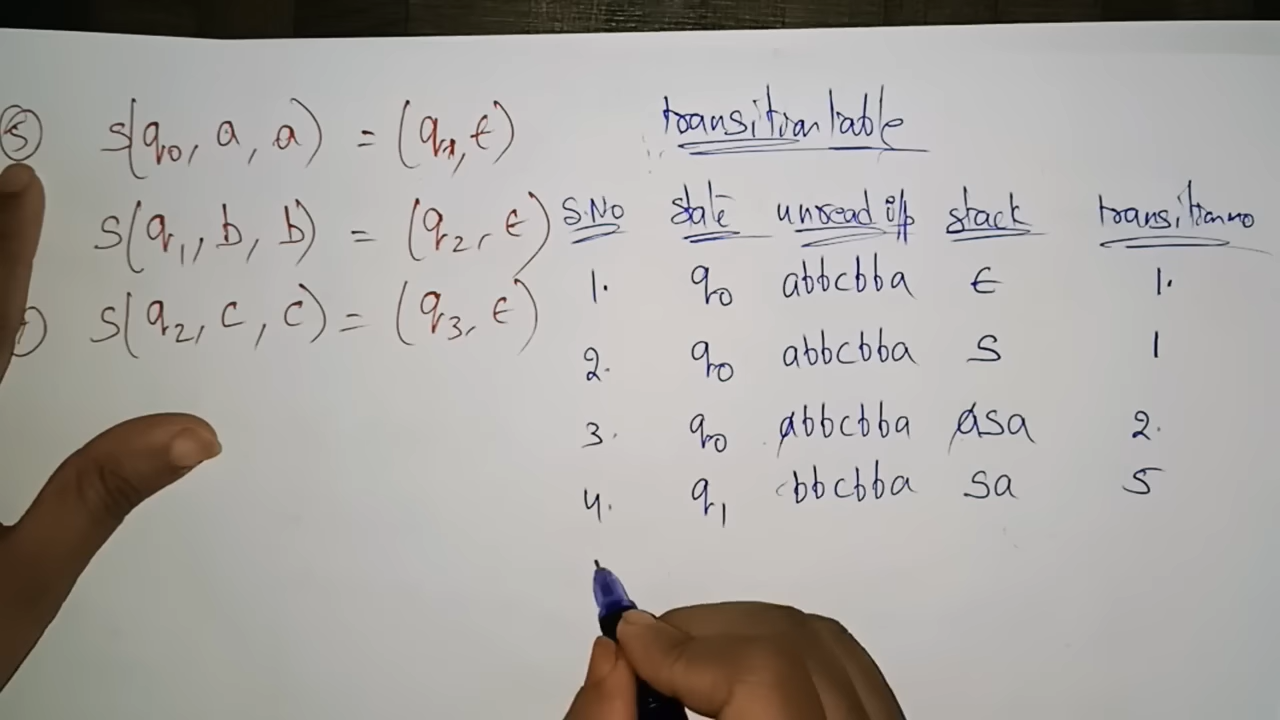 5 S(q0, a, a) = (q1, ϵ)
S(q1, b, b) = (q2, ϵ)
S(q2, c, c) = (q3, ϵ)
transition table
S.No state unread i/p stack transition no
1. q0 abbcbba ϵ 1.
2. q0 abbcbba S 1
3. q0 abbcbba aSa 2.
4. q1 bbcbba Sa 5